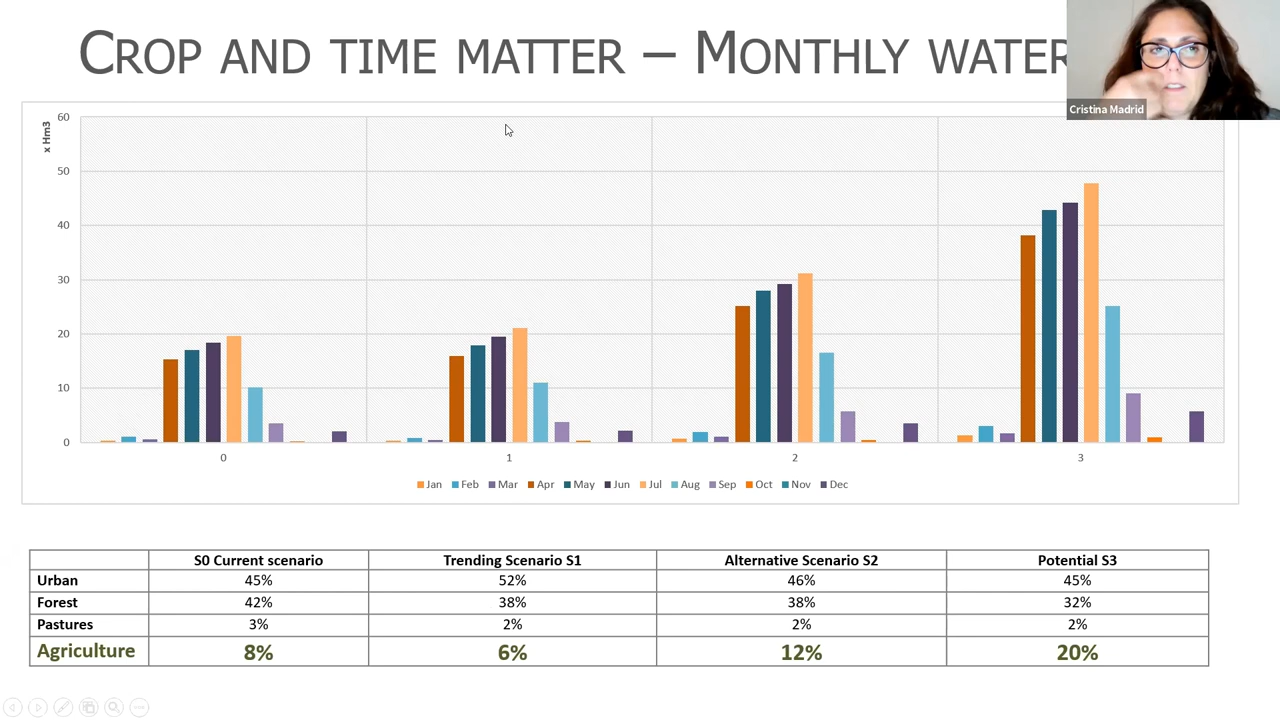 CROP AND TIME MATTER – MONTHLY WATER
Cristina Madrid
x Hm3
60
50
40
30
20
10
0
0 1 2 3
Jan Feb Mar Apr May Jun Jul Aug Sep Oct Nov Dec
S0 Current scenario Trending Scenario S1 Alternative Scenario S2 Potential S3
Urban 45% 52% 46% 45%
Forest 42% 38% 38% 32%
Pastures 3% 2% 2% 2%
Agriculture 8% 6% 12% 20%